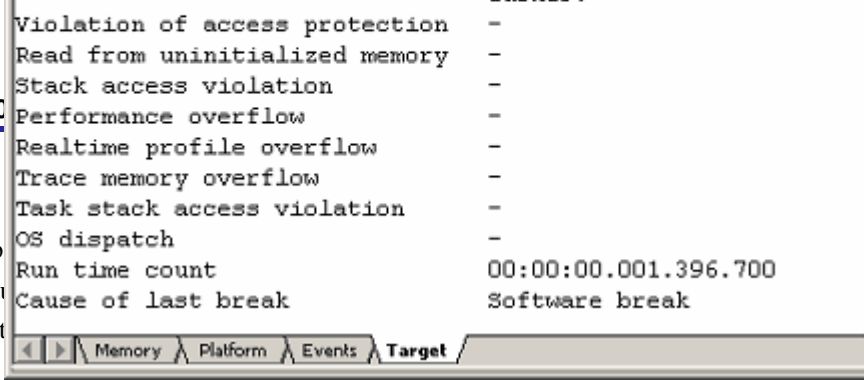 Violation of access protection -
Read from uninitialized memory -
Stack access violation -
Performance overflow -
Realtime profile overflow -
Trace memory overflow -
Task stack access violation -
OS dispatch -
Run time count 00:00:00.001.396.700
Cause of last break Software break
Memory Platform Events Target